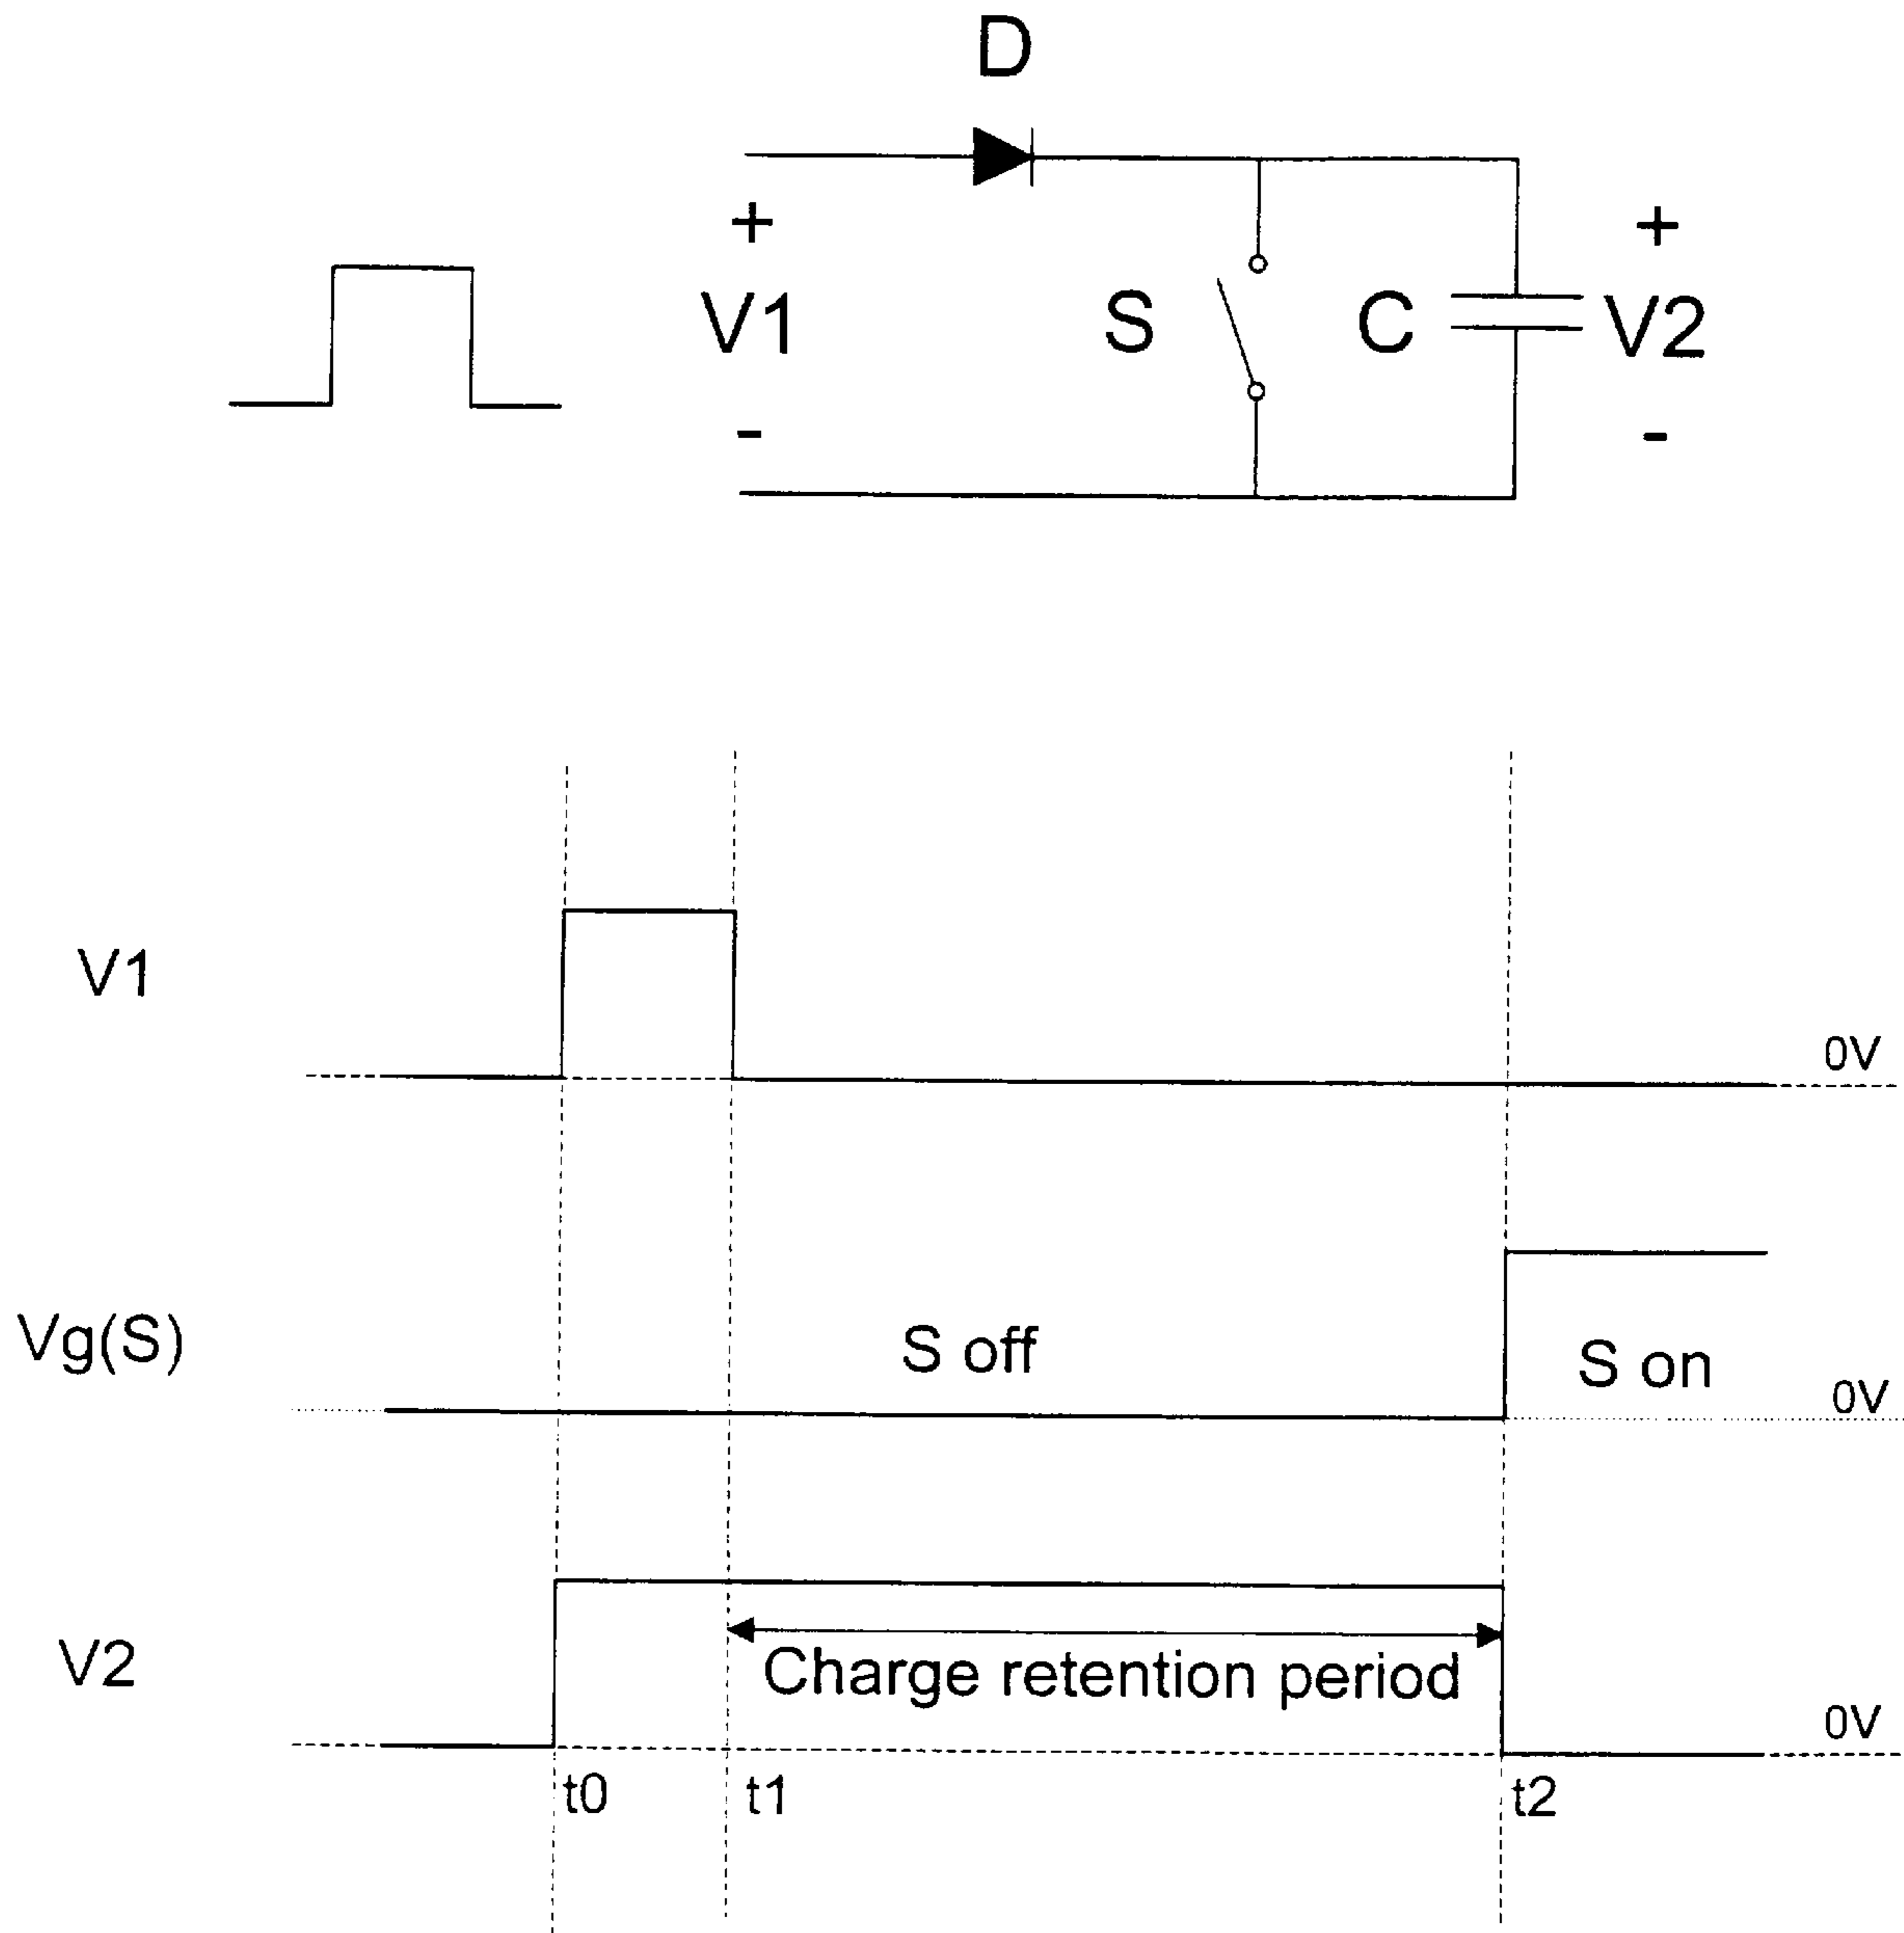 D
+ +
V1 S C V2
- -
V1
0V
Vg(S)
S off
S on
0V
V2
Charge retention period
0V
t0 t1 t2